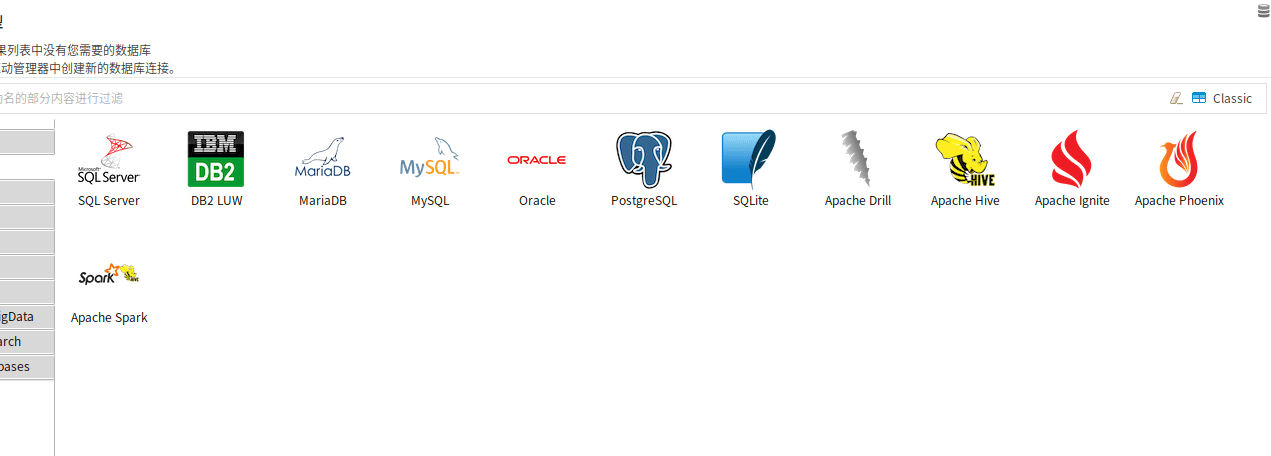 型
果列表中没有您需要的数据库
动管理器中创建新的数据库连接。
名的部分内容进行过滤
Classic
Microsoft
SQL Server
IBM
DB2
MariaDB
MySQL
ORACLE
HIVE
SQL Server
DB2 LUW
MariaDB
MySQL
Oracle
PostgreSQL
SQLite
Apache Drill
Apache Hive
Apache Ignite
Apache Phoenix
Spark
HIVE
Apache Spark
igData
arch
bases